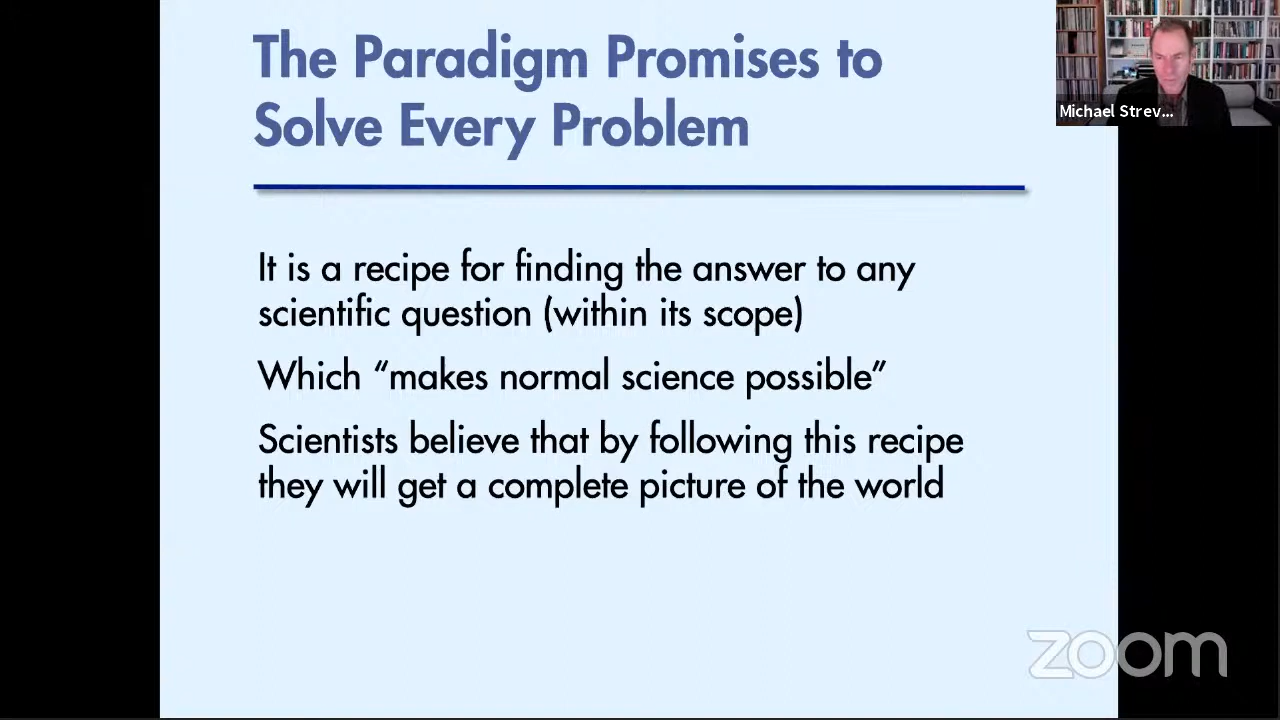 The Paradigm Promises to
Solve Every Problem
Michael Strev...
It is a recipe for finding the answer to any
scientific question (within its scope)
Which “makes normal science possible”
Scientists believe that by following this recipe
they will get a complete picture of the world
zoom